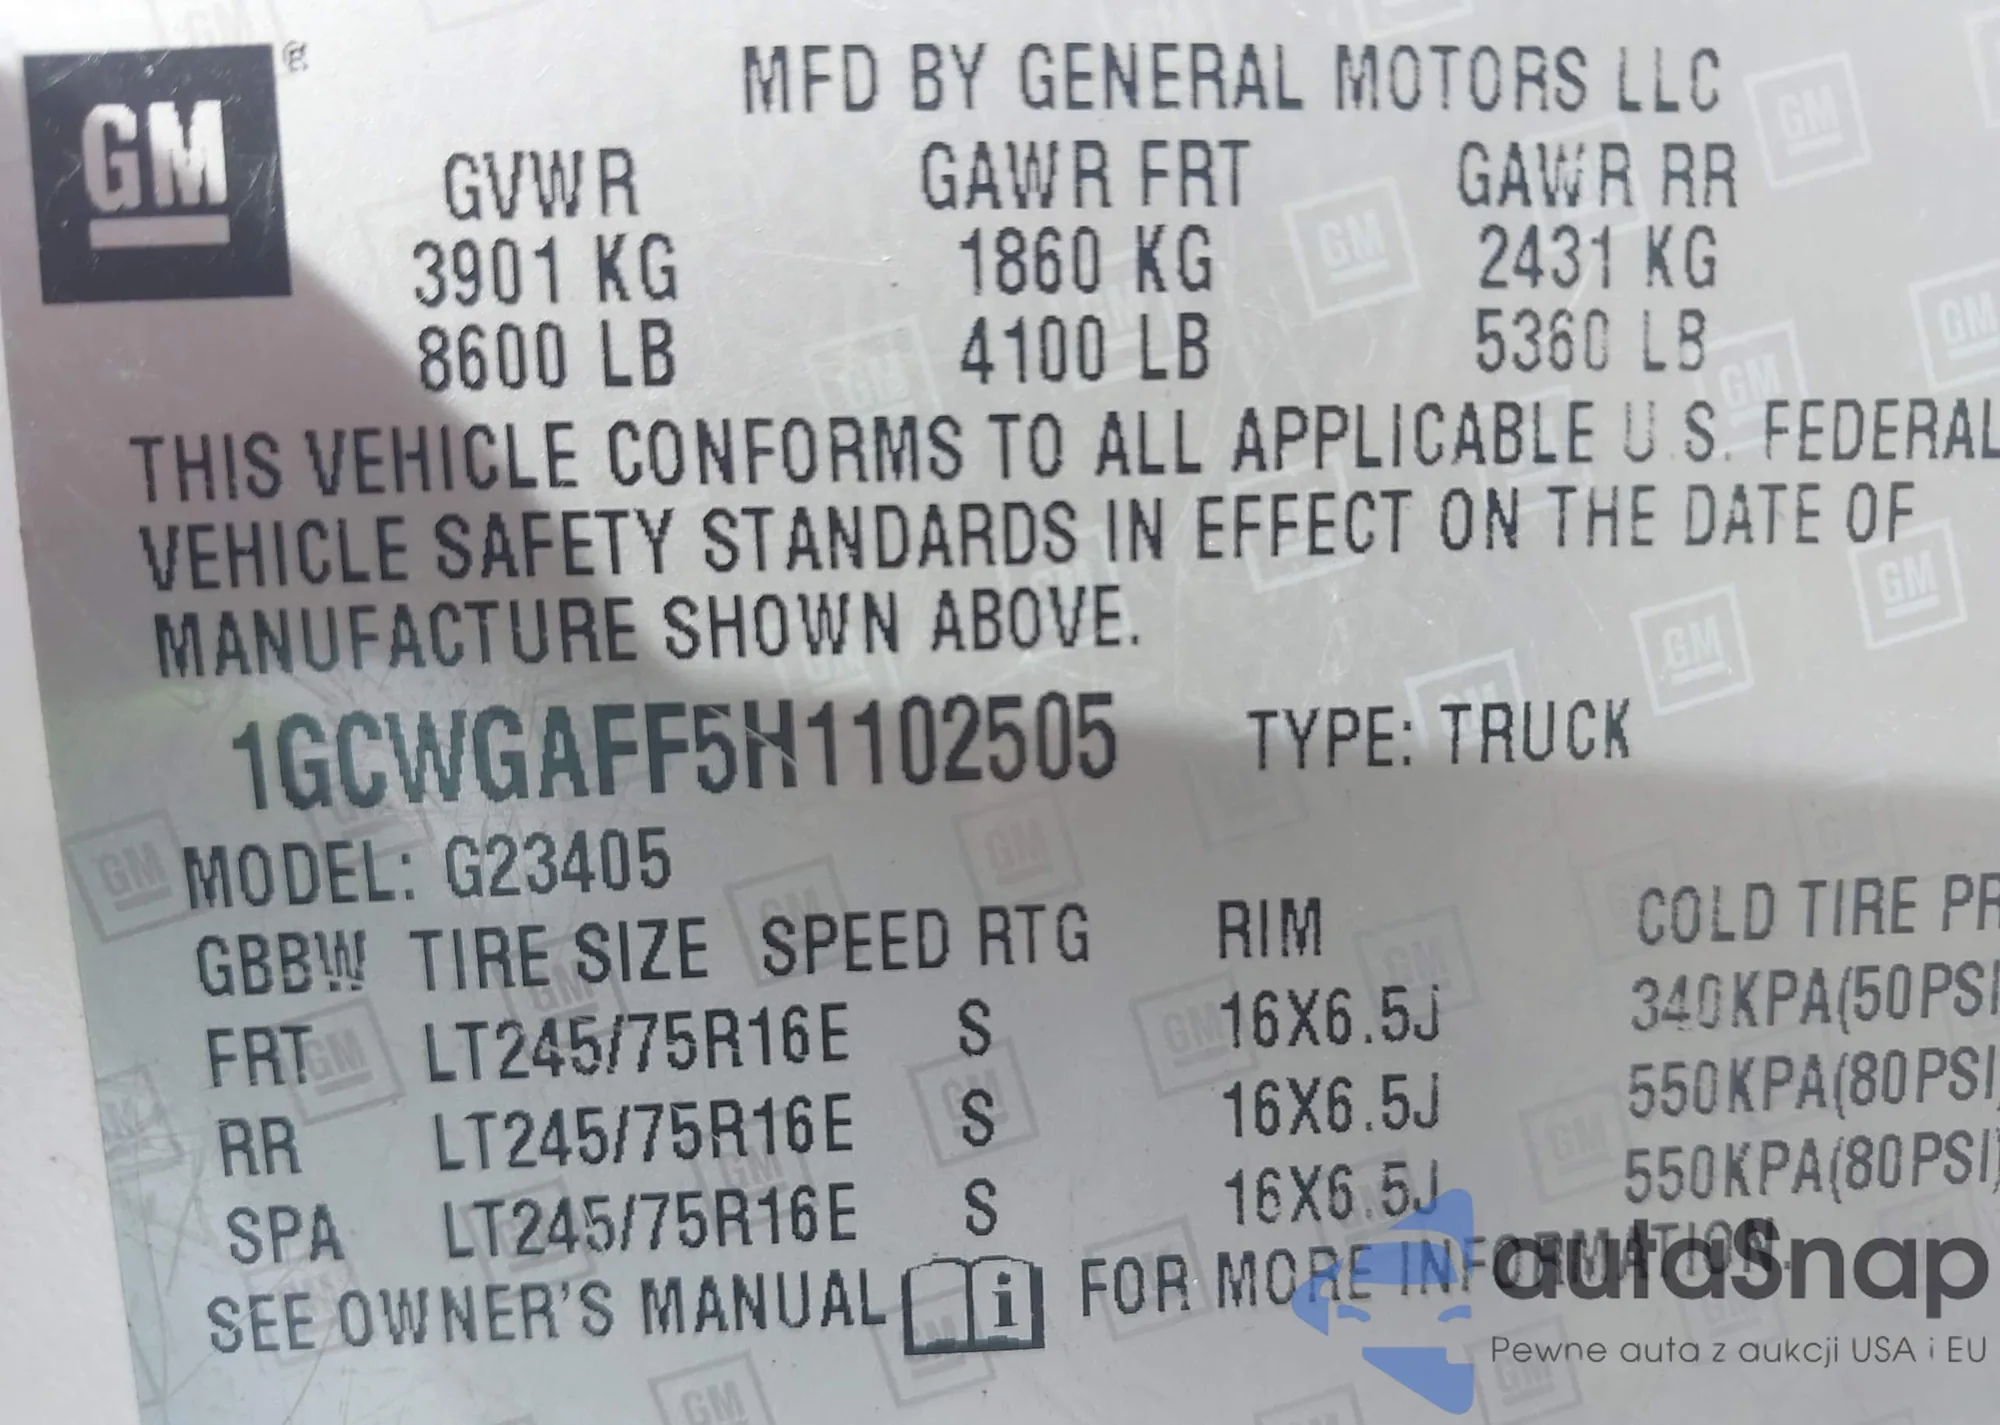 GM ®
MFD BY GENERAL MOTORS LLC
GVWR GAWR FRT GAWR RR
3901 KG 1860 KG 2431 KG
8600 LB 4100 LB 5360 LB
THIS VEHICLE CONFORMS TO ALL APPLICABLE U.S. FEDERAL
VEHICLE SAFETY STANDARDS IN EFFECT ON THE DATE OF
MANUFACTURE SHOWN ABOVE.
1GCWGAFF5H1102505 TYPE: TRUCK
MODEL: G23405
GBBW TIRE SIZE SPEED RTG RIM COLD TIRE PR
FRT LT245/75R16E S 16X6.5J 340KPA(50PSI
RR LT245/75R16E S 16X6.5J 550KPA(80PSI)
SPA LT245/75R16E S 16X6.5J 550KPA(80PSI)
SEE OWNER'S MANUAL i FOR MORE INFORMATION.
autaSnap
Pewne auta z aukcji USA i EU